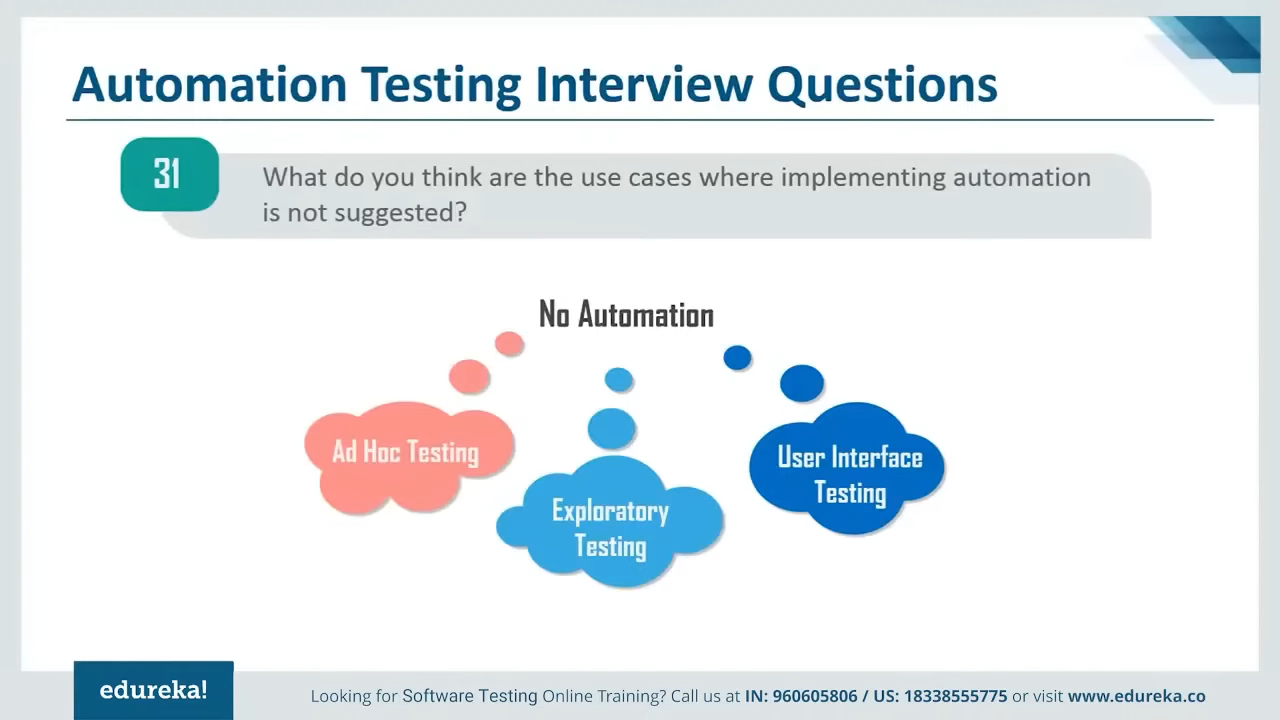 Automation Testing Interview Questions
31
What do you think are the use cases where implementing automation
is not suggested?
No Automation
Ad Hoc Testing
Exploratory
Testing
User Interface
Testing
edureka!
Looking for Software Testing Online Training? Call us at IN: 960605806 / US: 18338555775 or visit www.edureka.co